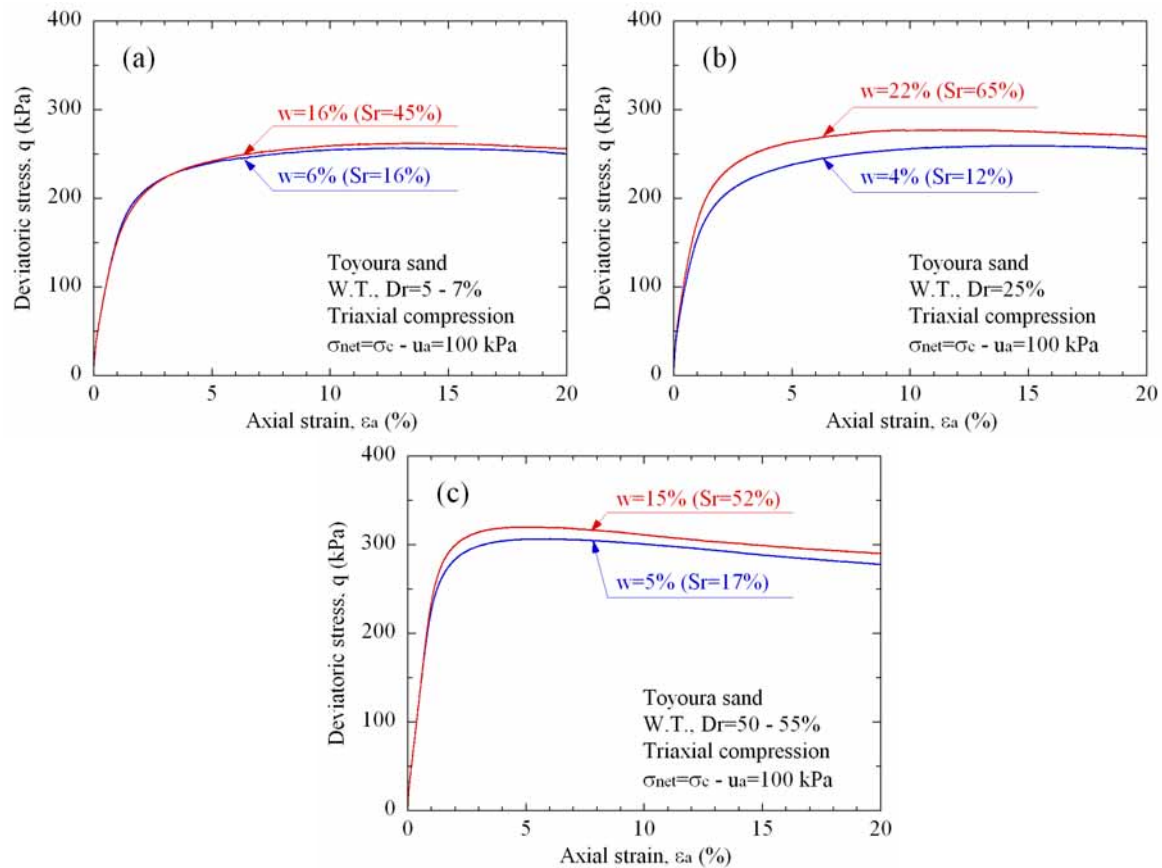 (a)
400
300
200
100
0
Deviatoric stress. q (kPa)
w=16% (Sr=45%)
w=6% (Sr=16%)
Toyoura sand
W.T., Dr=5 - 7%
Triaxial compression
σnet=σc - ua=100 kPa
0 5 10 15 20
Axial strain, εa (%)
(b)
400
300
200
100
0
Deviatoric stress. q (kPa)
w=22% (Sr=65%)
w=4% (Sr=12%)
Toyoura sand
W.T., Dr=25%
Triaxial compression
σnet=σc - ua=100 kPa
0 5 10 15 20
Axial strain, εa (%)
(c)
400
300
200
100
0
Deviatoric stress. q (kPa)
w=15% (Sr=52%)
w=5% (Sr=17%)
Toyoura sand
W.T., Dr=50 - 55%
Triaxial compression
σnet=σc - ua=100 kPa
0 5 10 15 20
Axial strain, εa (%)